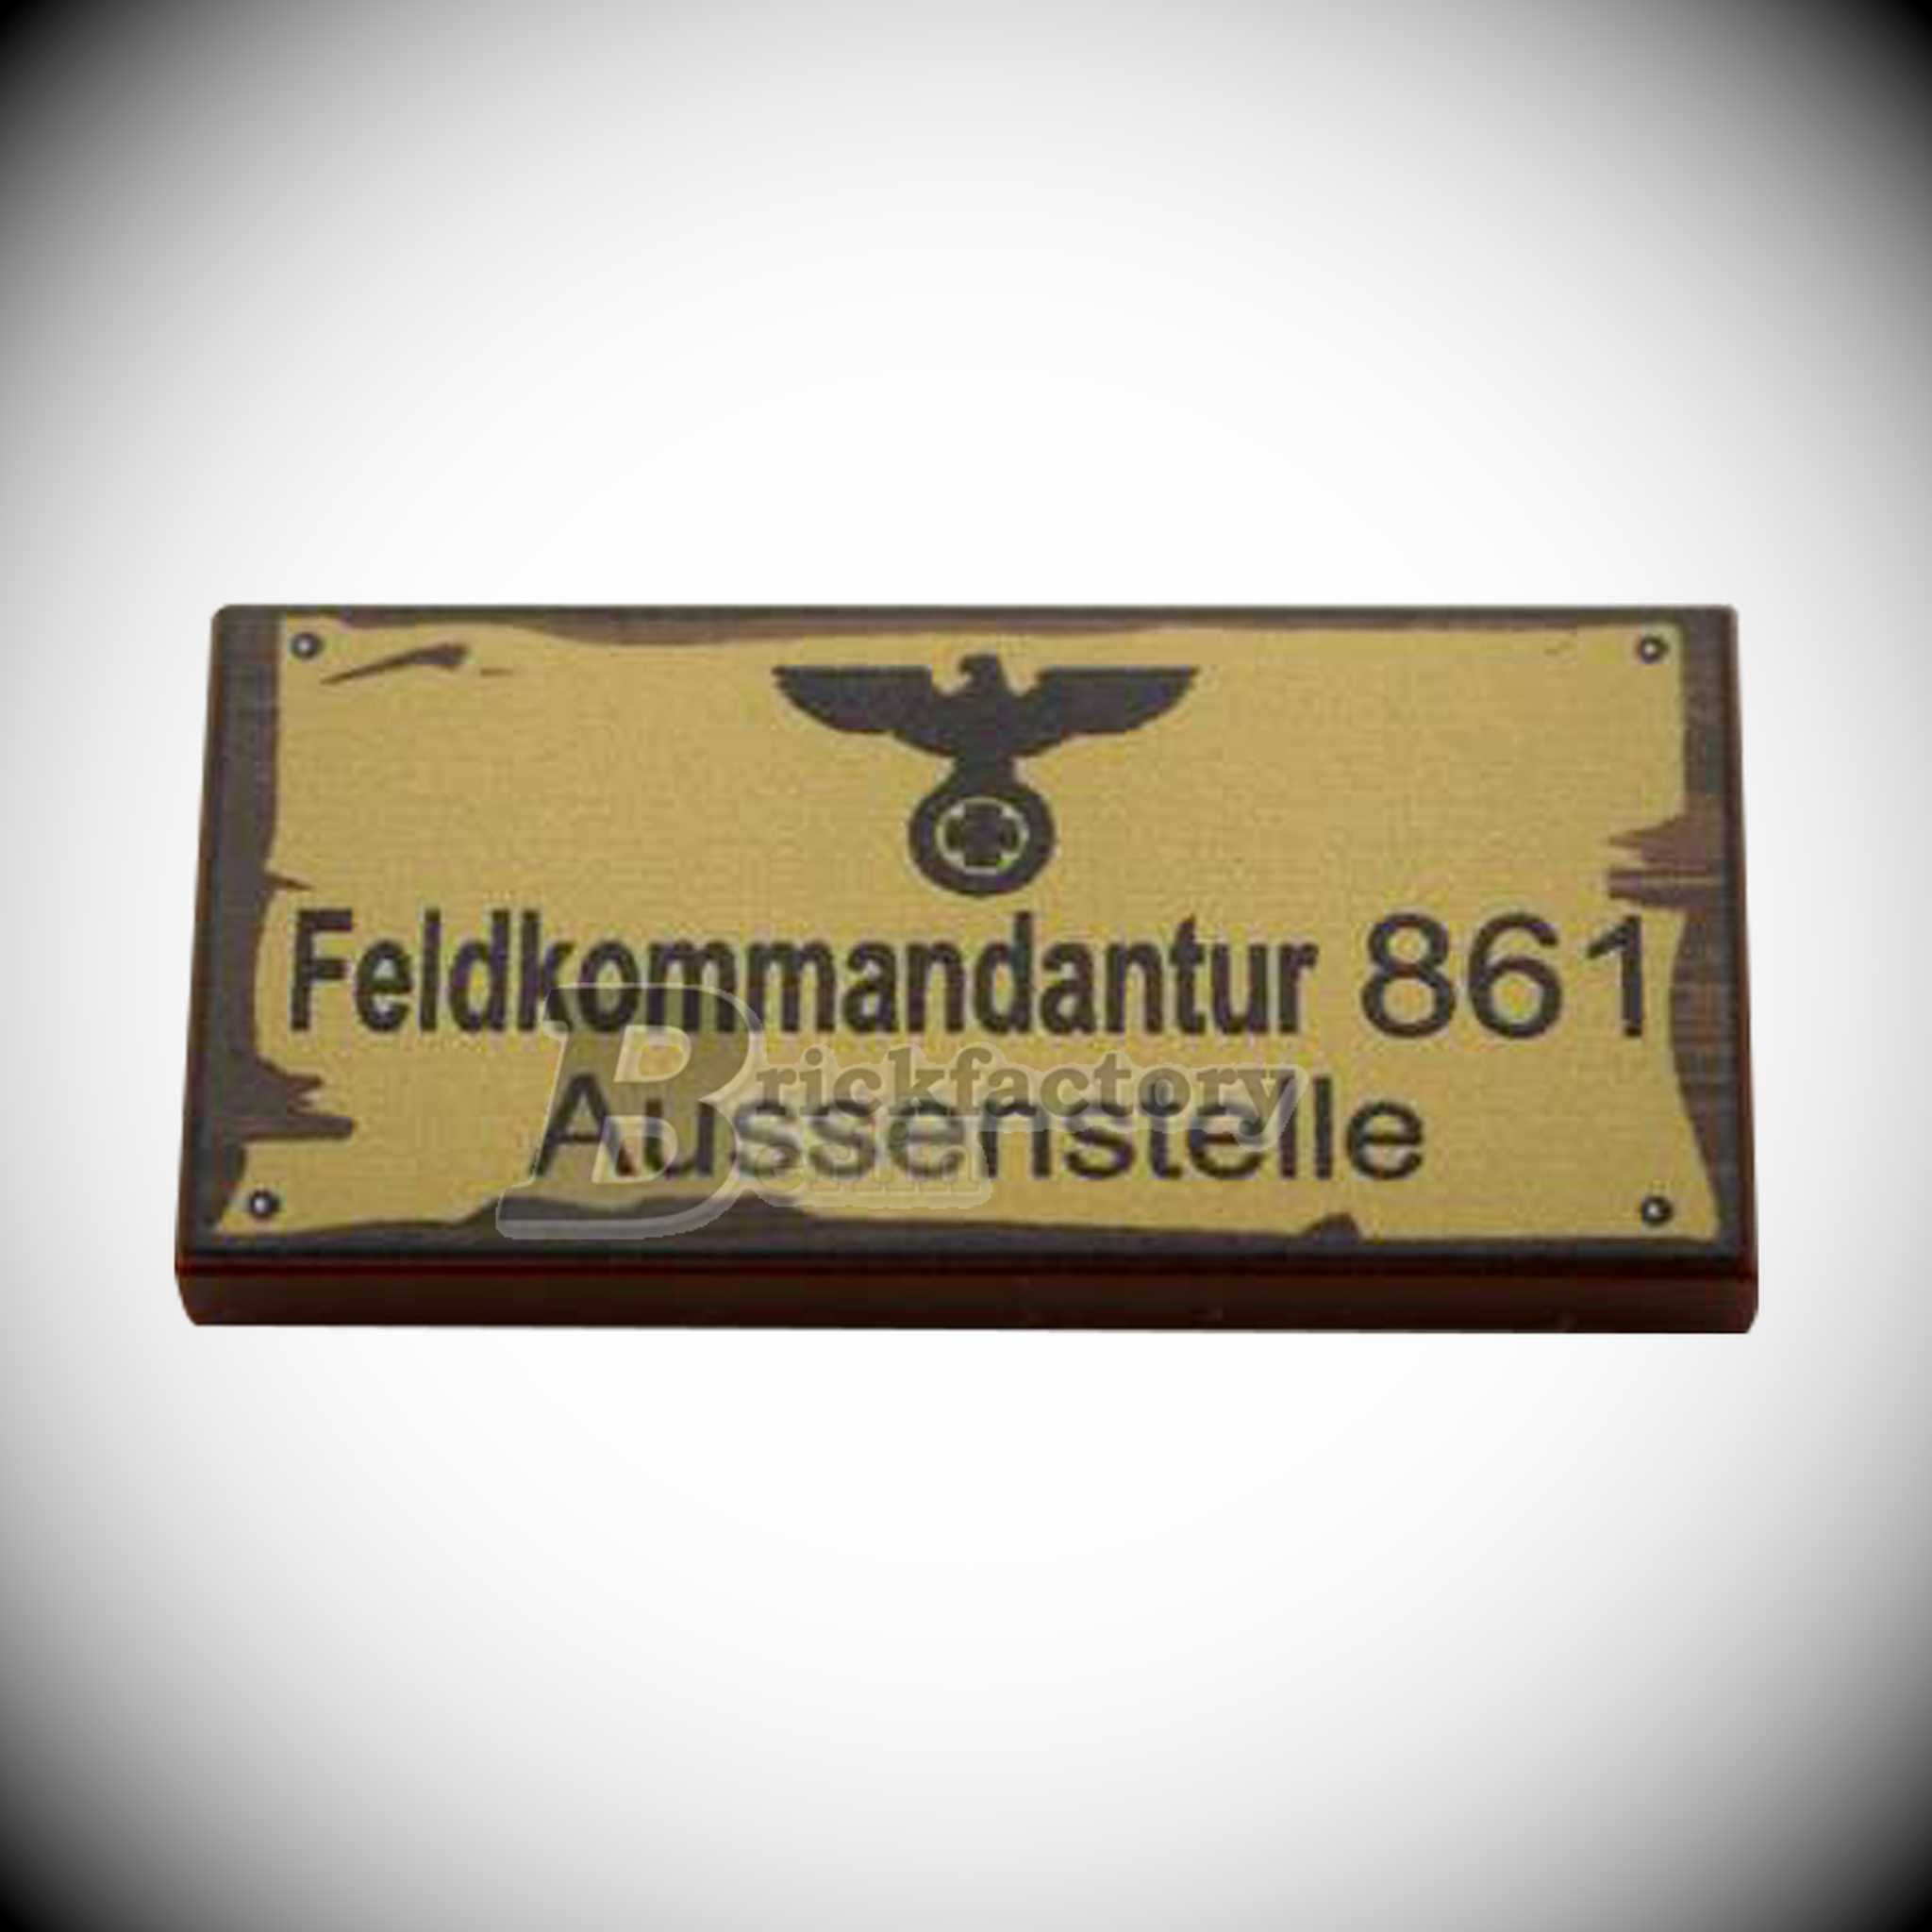 Feldkommandantur 861
Aussenstelle
Brickfactory